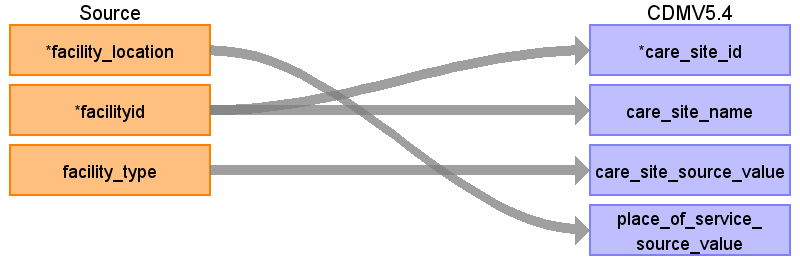 Source
CDMV5.4
*facility_location
*care_site_id
*facilityid
care_site_name
facility_type
care_site_source_value
place_of_service_
source_value